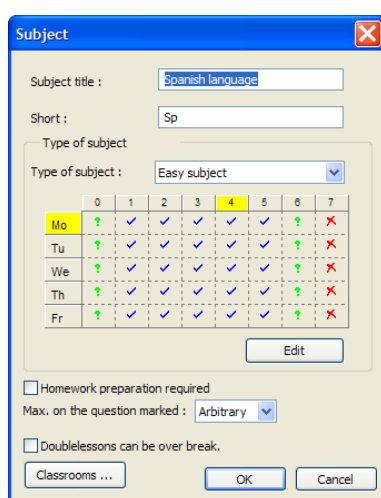 Subject
Subject title : Spanish language
Short : Sp
Type of subject
Type of subject : Easy subject
0 1 2 3 4 5 6 7
Mo ? ✓ ✓ ✓ ✓ ✓ ? ✗
Tu ? ✓ ✓ ✓ ✓ ✓ ? ✗
We ? ✓ ✓ ✓ ✓ ✓ ? ✗
Th ? ✓ ✓ ✓ ✓ ✓ ? ✗
Fr ? ✓ ✓ ✓ ✓ ✓ ? ✗
Edit
Homework preparation required
Max. on the question marked : Arbitrary
Doublelessons can be over break.
Classrooms ... OK Cancel